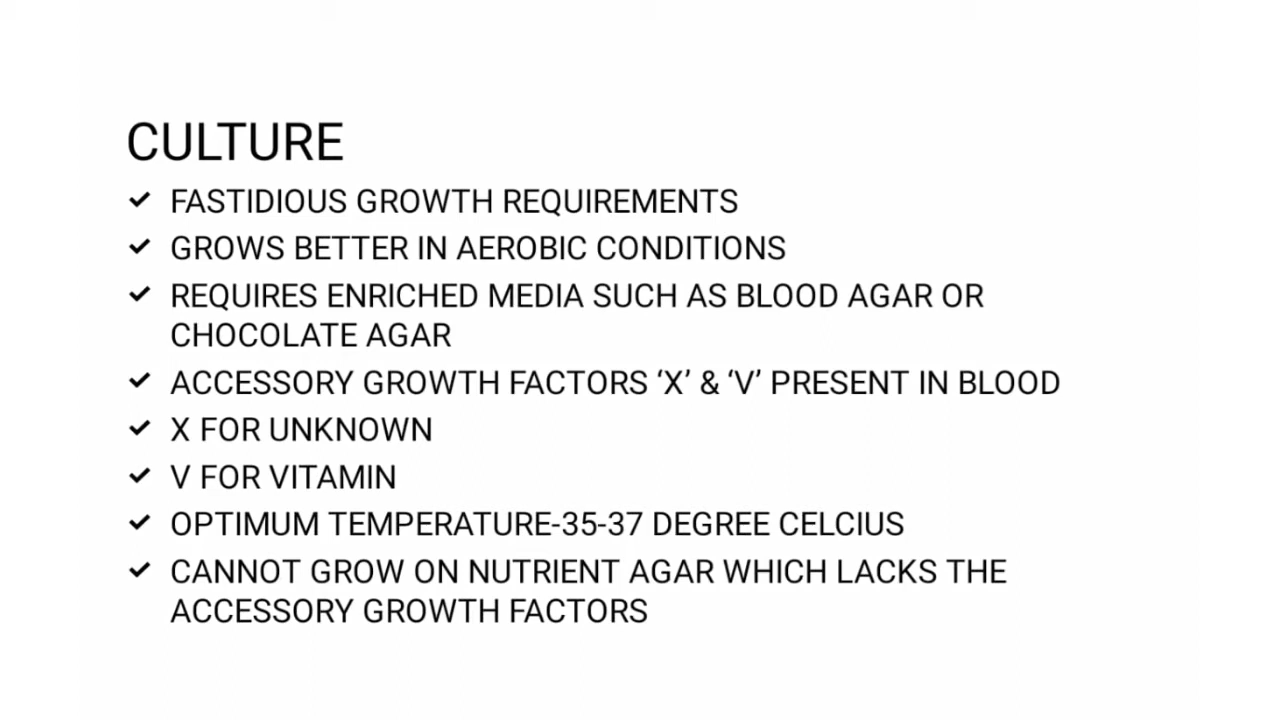 CULTURE
✓ FASTIDIOUS GROWTH REQUIREMENTS
✓ GROWS BETTER IN AEROBIC CONDITIONS
✓ REQUIRES ENRICHED MEDIA SUCH AS BLOOD AGAR OR
CHOCOLATE AGAR
✓ ACCESSORY GROWTH FACTORS ‘X’ & ‘V’ PRESENT IN BLOOD
✓ X FOR UNKNOWN
✓ V FOR VITAMIN
✓ OPTIMUM TEMPERATURE-35-37 DEGREE CELCIUS
✓ CANNOT GROW ON NUTRIENT AGAR WHICH LACKS THE
ACCESSORY GROWTH FACTORS